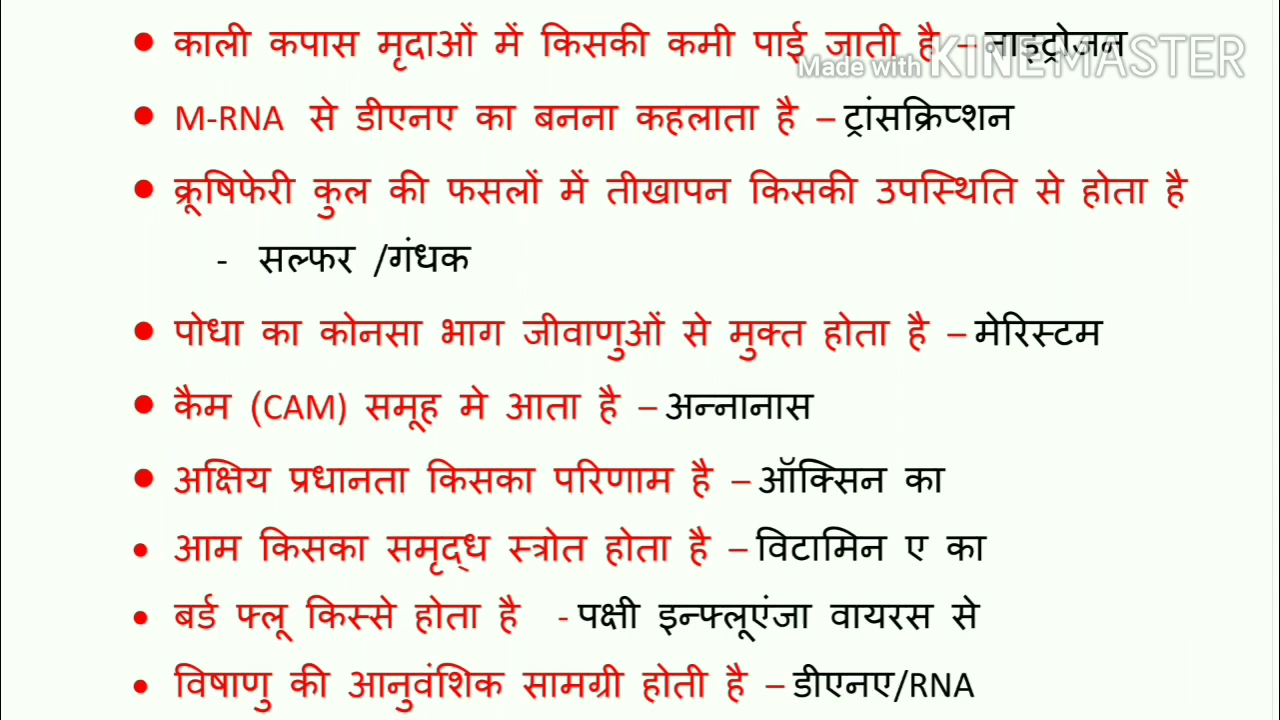 काली कपास मृदाओं में किसकी कमी पाई जाती है – नाइट्रोजन
Made with KINEMASTER
M-RNA से डीएनए का बनना कहलाता है – ट्रांसक्रिप्शन
क्रूषिफेरी कुल की फसलों में तीखापन किसकी उपस्थिति से होता है
- सल्फर /गंधक
पोधा का कोनसा भाग जीवाणुओं से मुक्त होता है – मेरिस्टम
कैम (CAM) समूह मे आता है – अन्नानास
अक्षिय प्रधानता किसका परिणाम है – ऑक्सिन का
आम किसका समृद्ध स्त्रोत होता है – विटामिन ए का
बर्ड फ्लू किस्से होता है - पक्षी इन्फ्लूएंजा वायरस से
विषाणु की आनुवंशिक सामग्री होती है – डीएनए/RNA